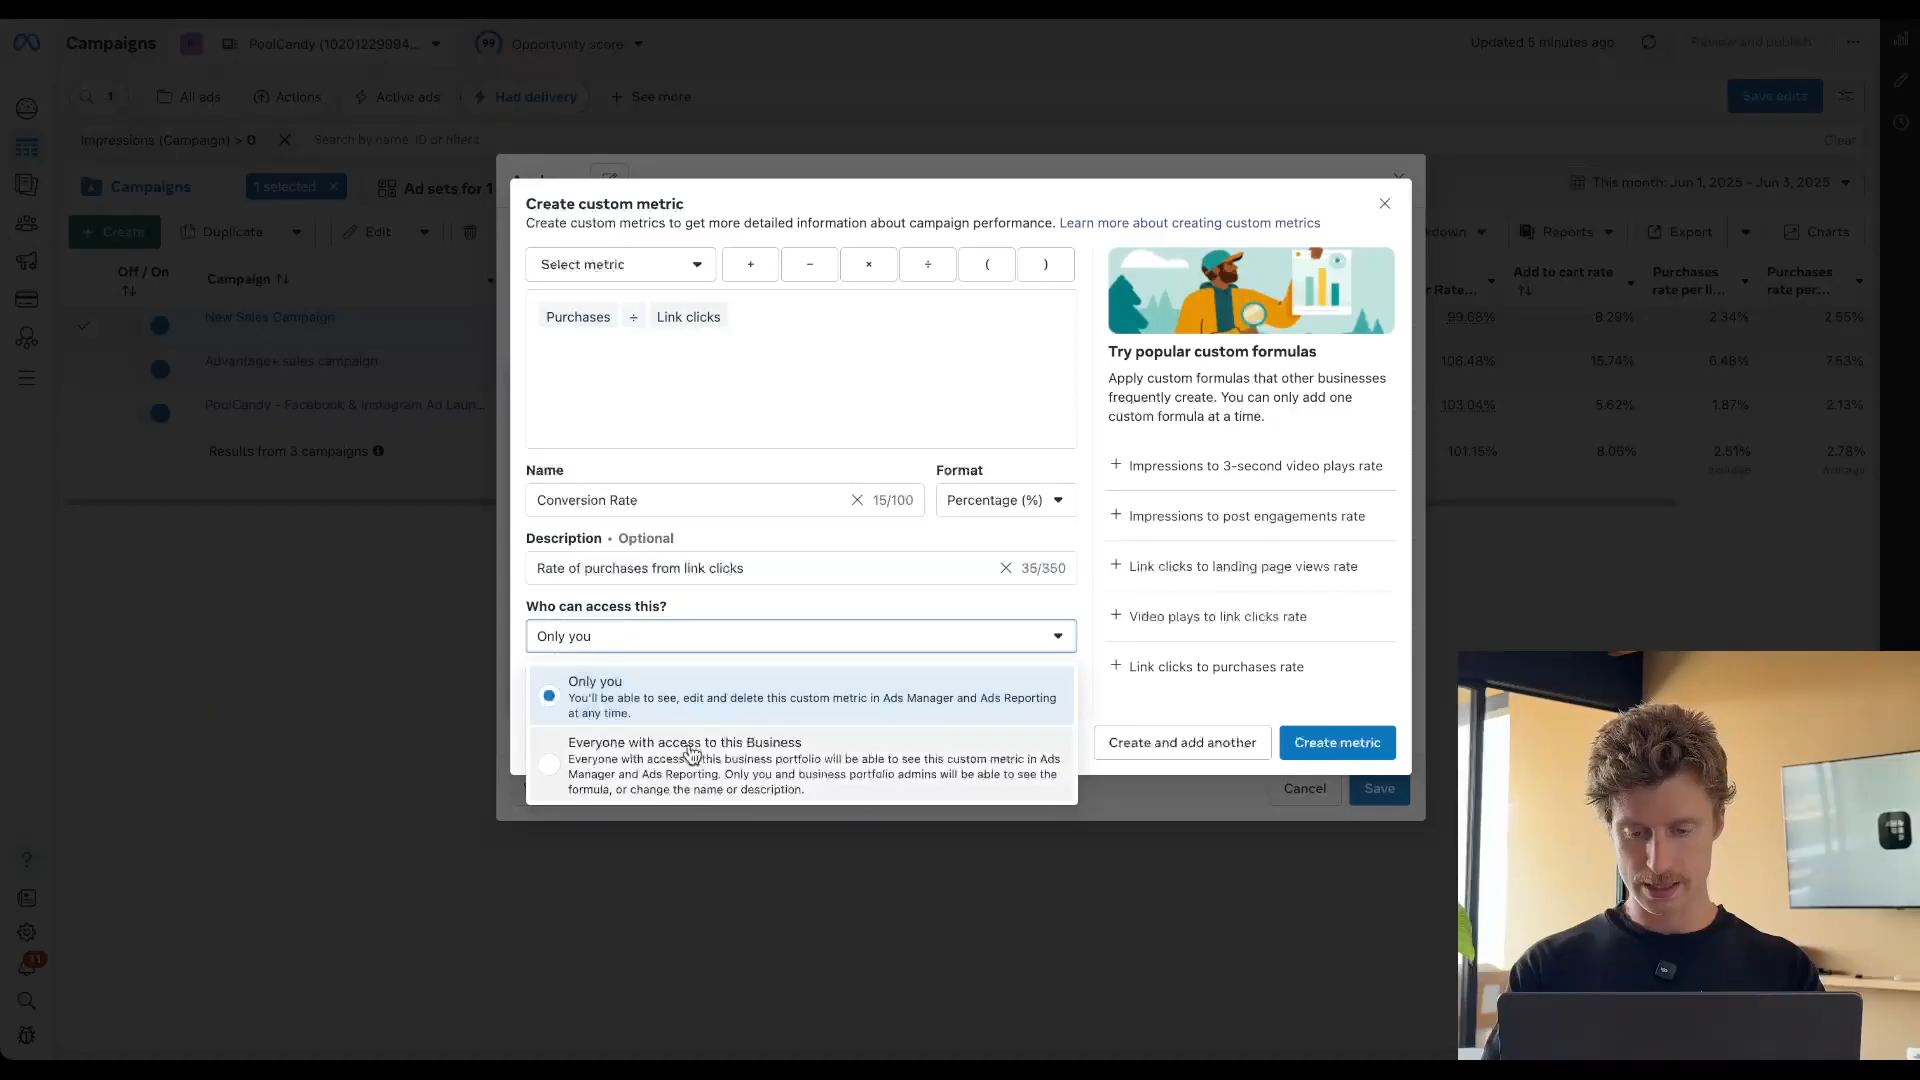 Campaigns
PoolCandy (10201229994...
99
Opportunity score
Updated 5 minutes ago
Review and publish
1
All ads
Actions
Active ads
Had delivery
+ See more
Save edits
Impressions (Campaign) > 0
Search by name, ID or filters
Clear
Campaigns
1 selected
Ad sets for 1
This month: Jun 1, 2025 – Jun 3, 2025
+ Create
Duplicate
Edit
Reports
Export
Charts
Off / On
Campaign
Rate...
Add to cart rate
Purchases rate per li...
Purchases rate per...
New Sales Campaign
99.68%
8.29%
2.34%
2.55%
Advantage+ sales campaign
106.48%
15.74%
6.48%
7.53%
PoolCandy - Facebook & Instagram Ad Laun...
103.04%
5.62%
1.87%
2.13%
Results from 3 campaigns
101.15%
8.06%
2.51%
2.78%
Average
Average
Create custom metric
Create custom metrics to get more detailed information about campaign performance. Learn more about creating custom metrics
Select metric
+
-
×
÷
(
)
Purchases ÷ Link clicks
Name
Conversion Rate
15/100
Format
Percentage (%)
Description • Optional
Rate of purchases from link clicks
35/350
Who can access this?
Only you
Only you
You'll be able to see, edit and delete this custom metric in Ads Manager and Ads Reporting
at any time.
Everyone with access to this Business
Everyone with access to this business portfolio will be able to see this custom metric in Ads
Manager and Ads Reporting. Only you and business portfolio admins will be able to see the
formula, or change the name or description.
Try popular custom formulas
Apply custom formulas that other businesses
frequently create. You can only add one
custom formula at a time.
+ Impressions to 3-second video plays rate
+ Impressions to post engagements rate
+ Link clicks to landing page views rate
+ Video plays to link clicks rate
+ Link clicks to purchases rate
Create and add another
Create metric
Cancel
Save
11